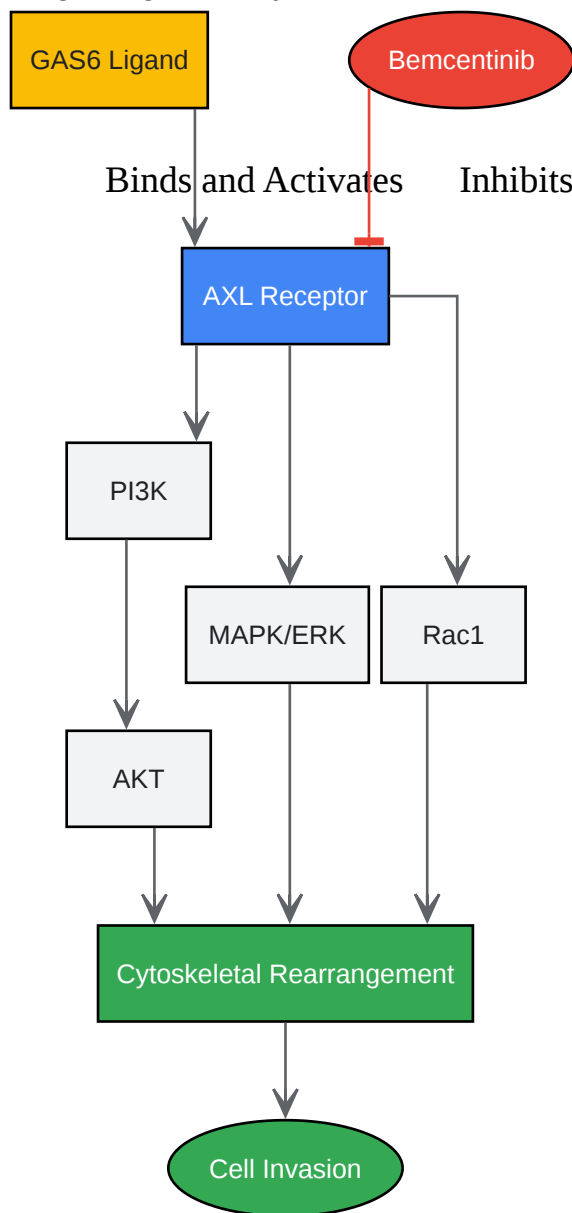 GAS6 Ligand
Bemcentinib
Binds and Activates
Inhibits
AXL Receptor
PI3K
MAPK/ERK
Rac1
AKT
Cytoskeletal Rearrangement
Cell Invasion